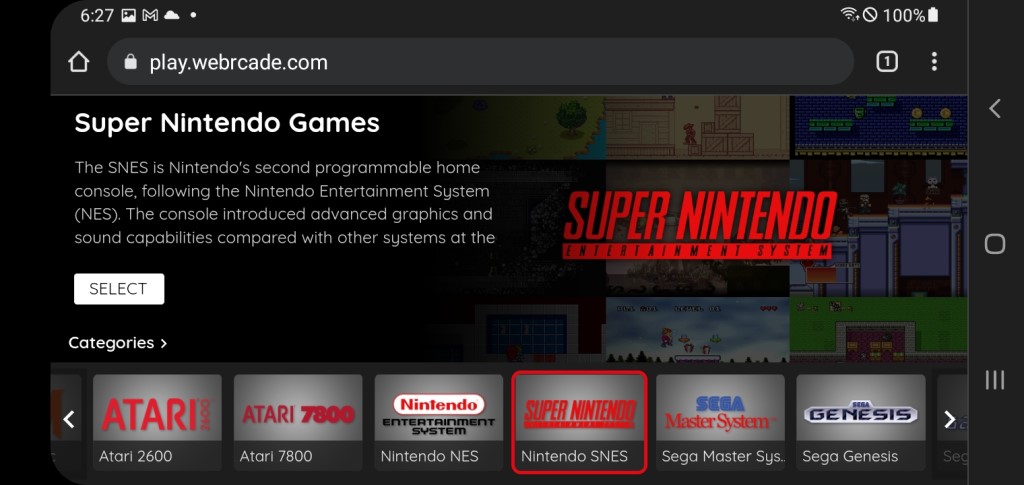 6:27
100%
play.webrcade.com
1
Super Nintendo Games
The SNES is Nintendo's second programmable home
console, following the Nintendo Entertainment System
(NES). The console introduced advanced graphics and
sound capabilities compared with other systems at the
SUPER NINTENDO
ENTERTAINMENT SYSTEM
SELECT
Categories >
ATARI 2600
ATARI 7800
Nintendo
ENTERTAINMENT
SYSTEM
SUPER NINTENDO
ENTERTAINMENT SYSTEM
SEGA
Master System
SEGA
GENESIS
c
Atari 2600
Atari 7800
Nintendo NES
Nintendo SNES
Sega Master Sys..
Sega Genesis
Seg